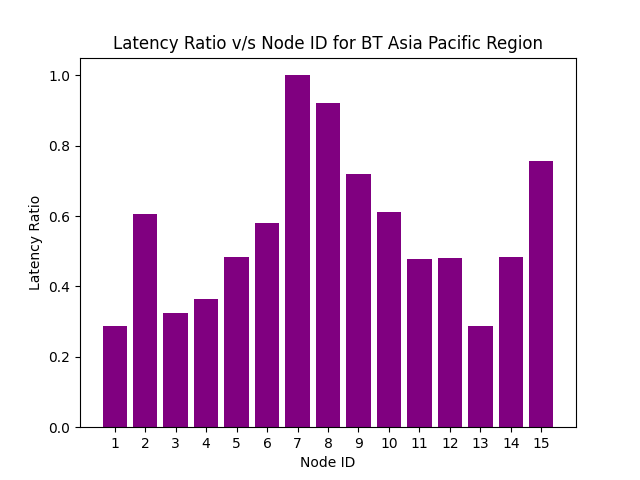 Latency Ratio v/s Node ID for BT Asia Pacific Region
1.0
0.8
0.6
0.4
0.2
0.0
Latency Ratio
1 2 3 4 5 6 7 8 9 10 11 12 13 14 15
Node ID